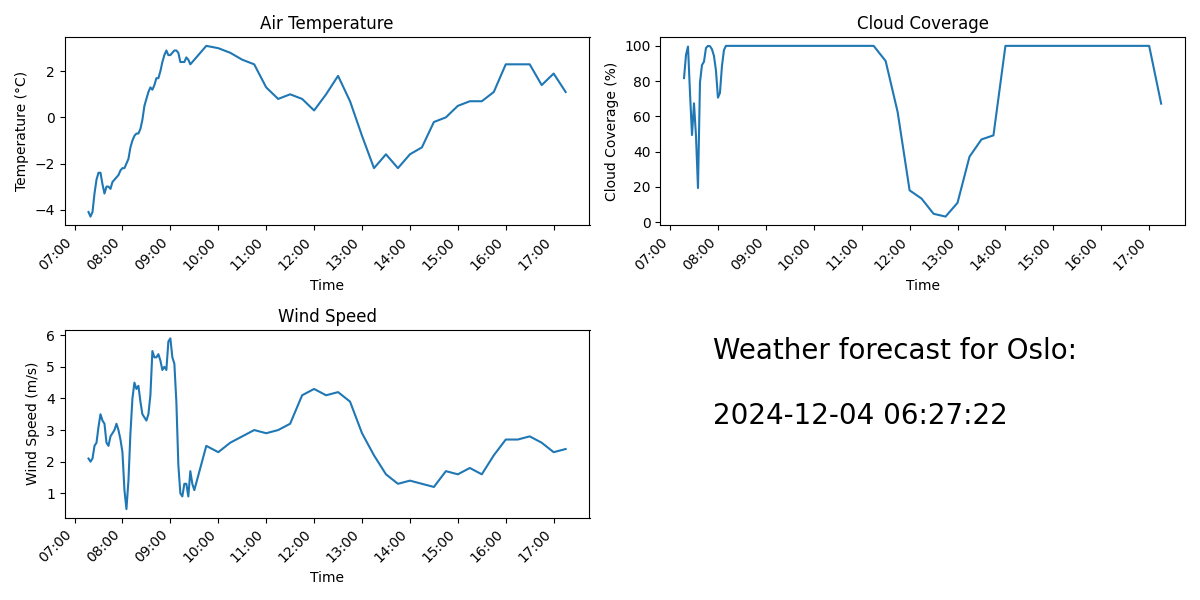 Air Temperature
Temperature (°C)
2
0
−2
−4
07:00 08:00 09:00 10:00 11:00 12:00 13:00 14:00 15:00 16:00 17:00
Time
Cloud Coverage
Cloud Coverage (%)
100
80
60
40
20
0
07:00 08:00 09:00 10:00 11:00 12:00 13:00 14:00 15:00 16:00 17:00
Time
Wind Speed
Wind Speed (m/s)
6
5
4
3
2
1
07:00 08:00 09:00 10:00 11:00 12:00 13:00 14:00 15:00 16:00 17:00
Time
Weather forecast for Oslo:
2024-12-04 06:27:22